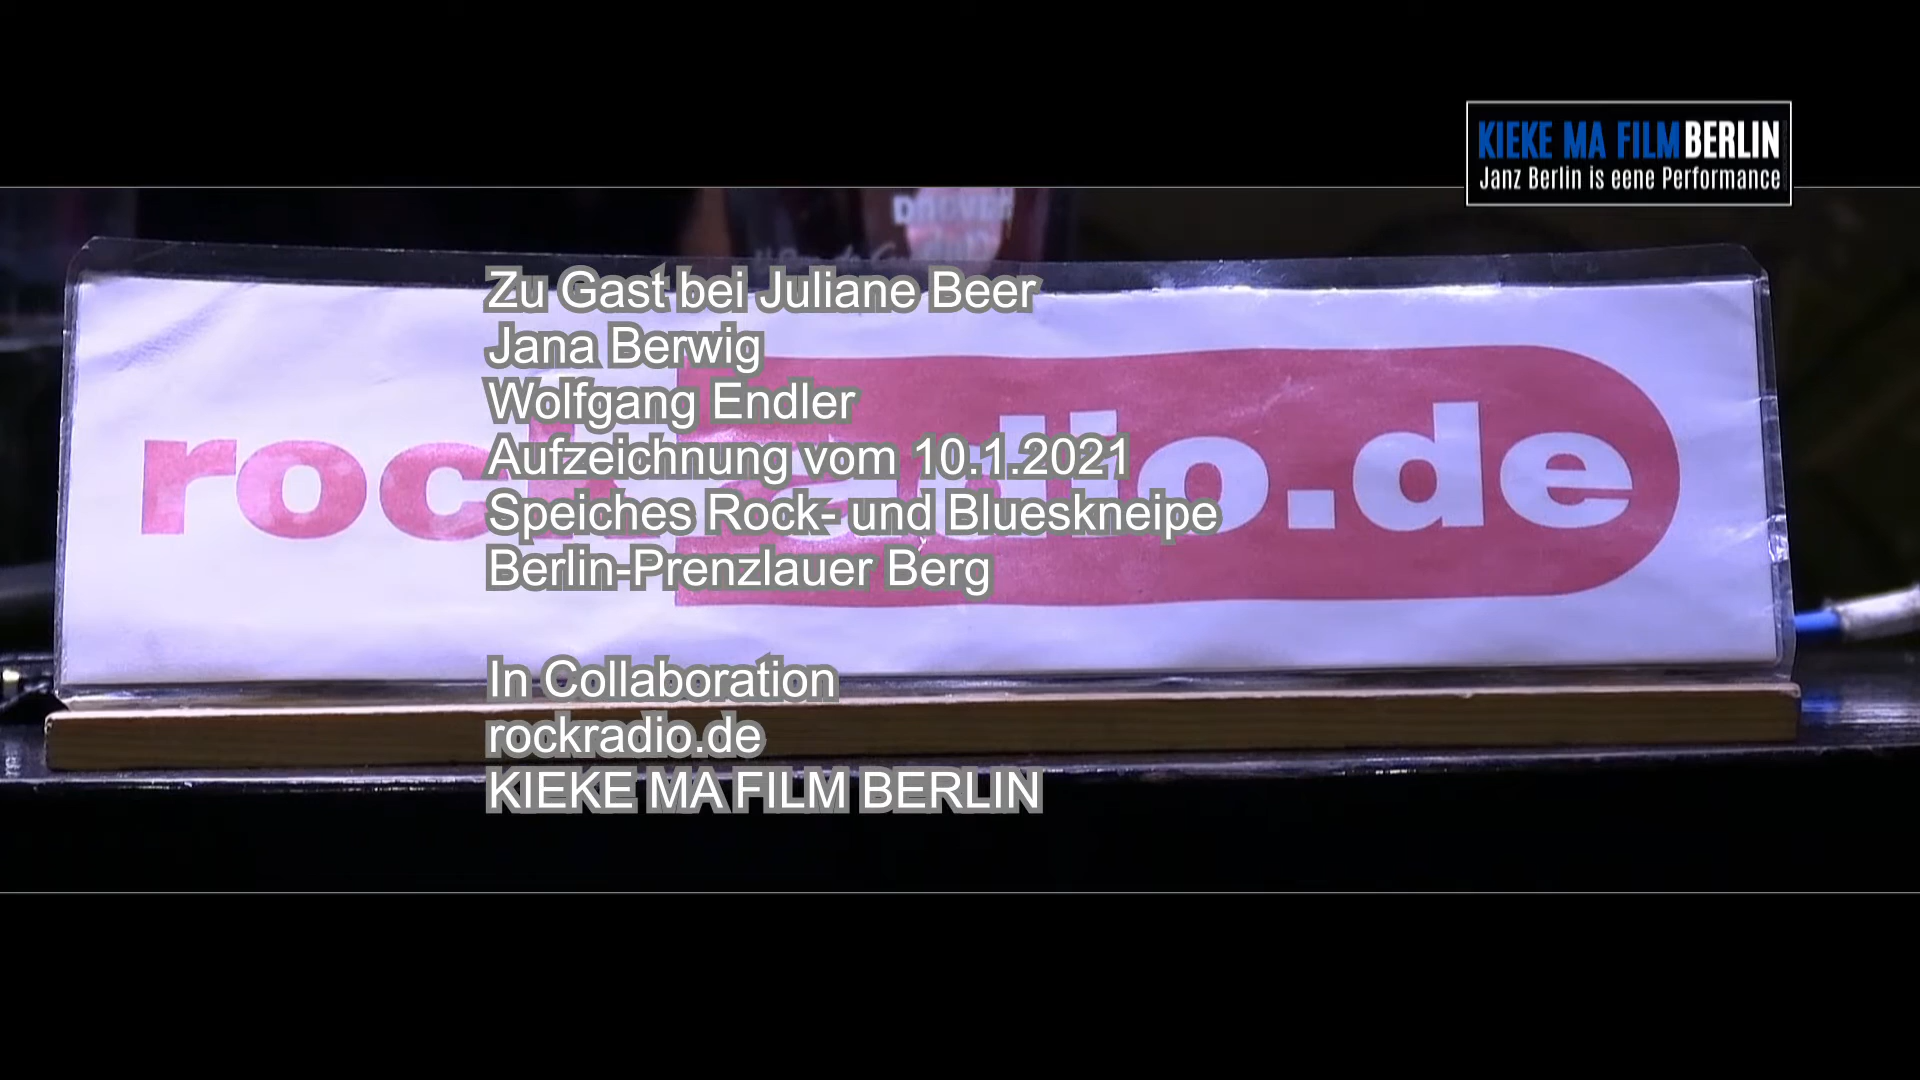 KIEKE MA FILM BERLIN
Janz Berlin is eene Performance
Zu Gast bei Juliane Beer
Jana Berwig
Wolfgang Endler
Aufzeichnung vom 10.1.2021
Speiches Rock- und Blueskneipe
Berlin-Prenzlauer Berg
In Collaboration
rockradio.de
KIEKE MA FILM BERLIN
rockradio.de